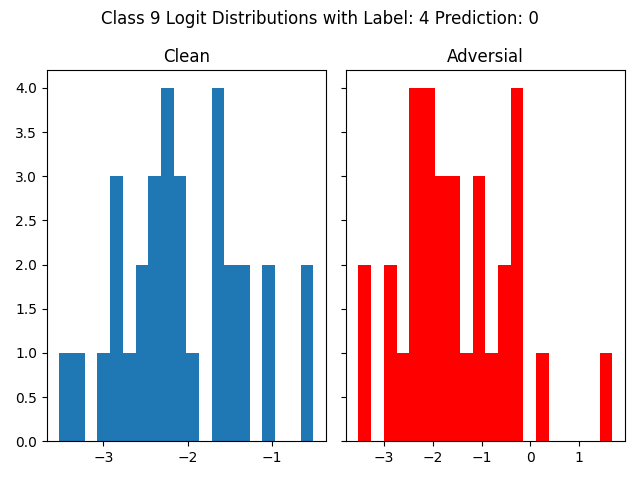 Class 9 Logit Distributions with Label: 4 Prediction: 0
Clean
Adversial
4.0
3.5
3.0
2.5
2.0
1.5
1.0
0.5
0.0
−3 −2 −1
−3 −2 −1 0 1